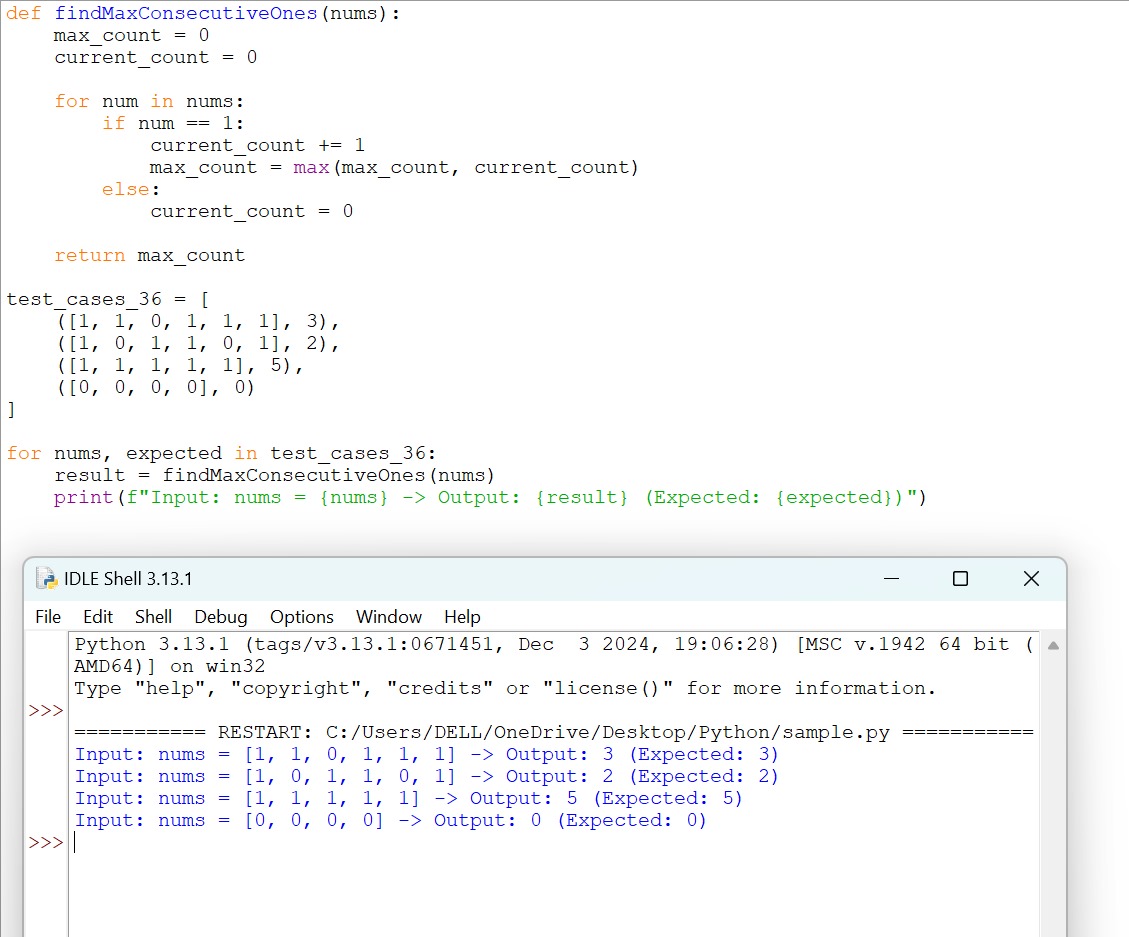 def findMaxConsecutiveOnes(nums):
    max_count = 0
    current_count = 0

    for num in nums:
        if num == 1:
            current_count += 1
            max_count = max(max_count, current_count)
        else:
            current_count = 0

    return max_count

test_cases_36 = [
    ([1, 1, 0, 1, 1, 1], 3),
    ([1, 0, 1, 1, 0, 1], 2),
    ([1, 1, 1, 1, 1], 5),
    ([0, 0, 0, 0], 0)
]

for nums, expected in test_cases_36:
    result = findMaxConsecutiveOnes(nums)
    print(f"Input: nums = {nums} -> Output: {result} (Expected: {expected})")

IDLE Shell 3.13.1
File Edit Shell Debug Options Window Help
Python 3.13.1 (tags/v3.13.1:0671451, Dec  3 2024, 19:06:28) [MSC v.1942 64 bit (
AMD64)] on win32
Type "help", "copyright", "credits" or "license()" for more information.
>>>
=========== RESTART: C:/Users/DELL/OneDrive/Desktop/Python/sample.py ===========
Input: nums = [1, 1, 0, 1, 1, 1] -> Output: 3 (Expected: 3)
Input: nums = [1, 0, 1, 1, 0, 1] -> Output: 2 (Expected: 2)
Input: nums = [1, 1, 1, 1, 1] -> Output: 5 (Expected: 5)
Input: nums = [0, 0, 0, 0] -> Output: 0 (Expected: 0)
>>>